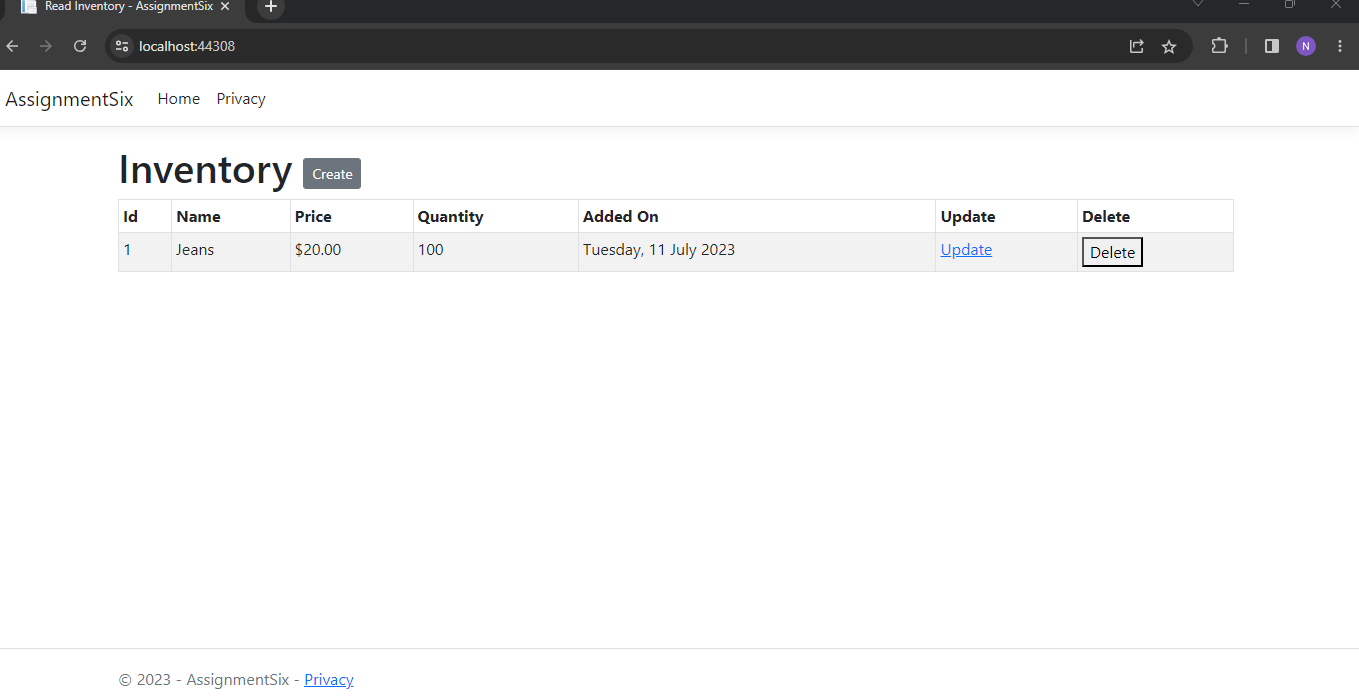 Read Inventory - AssignmentSix
localhost:44308
N
AssignmentSix Home Privacy
Inventory Create
Id Name Price Quantity Added On Update Delete
1 Jeans $20.00 100 Tuesday, 11 July 2023 Update Delete
© 2023 - AssignmentSix - Privacy